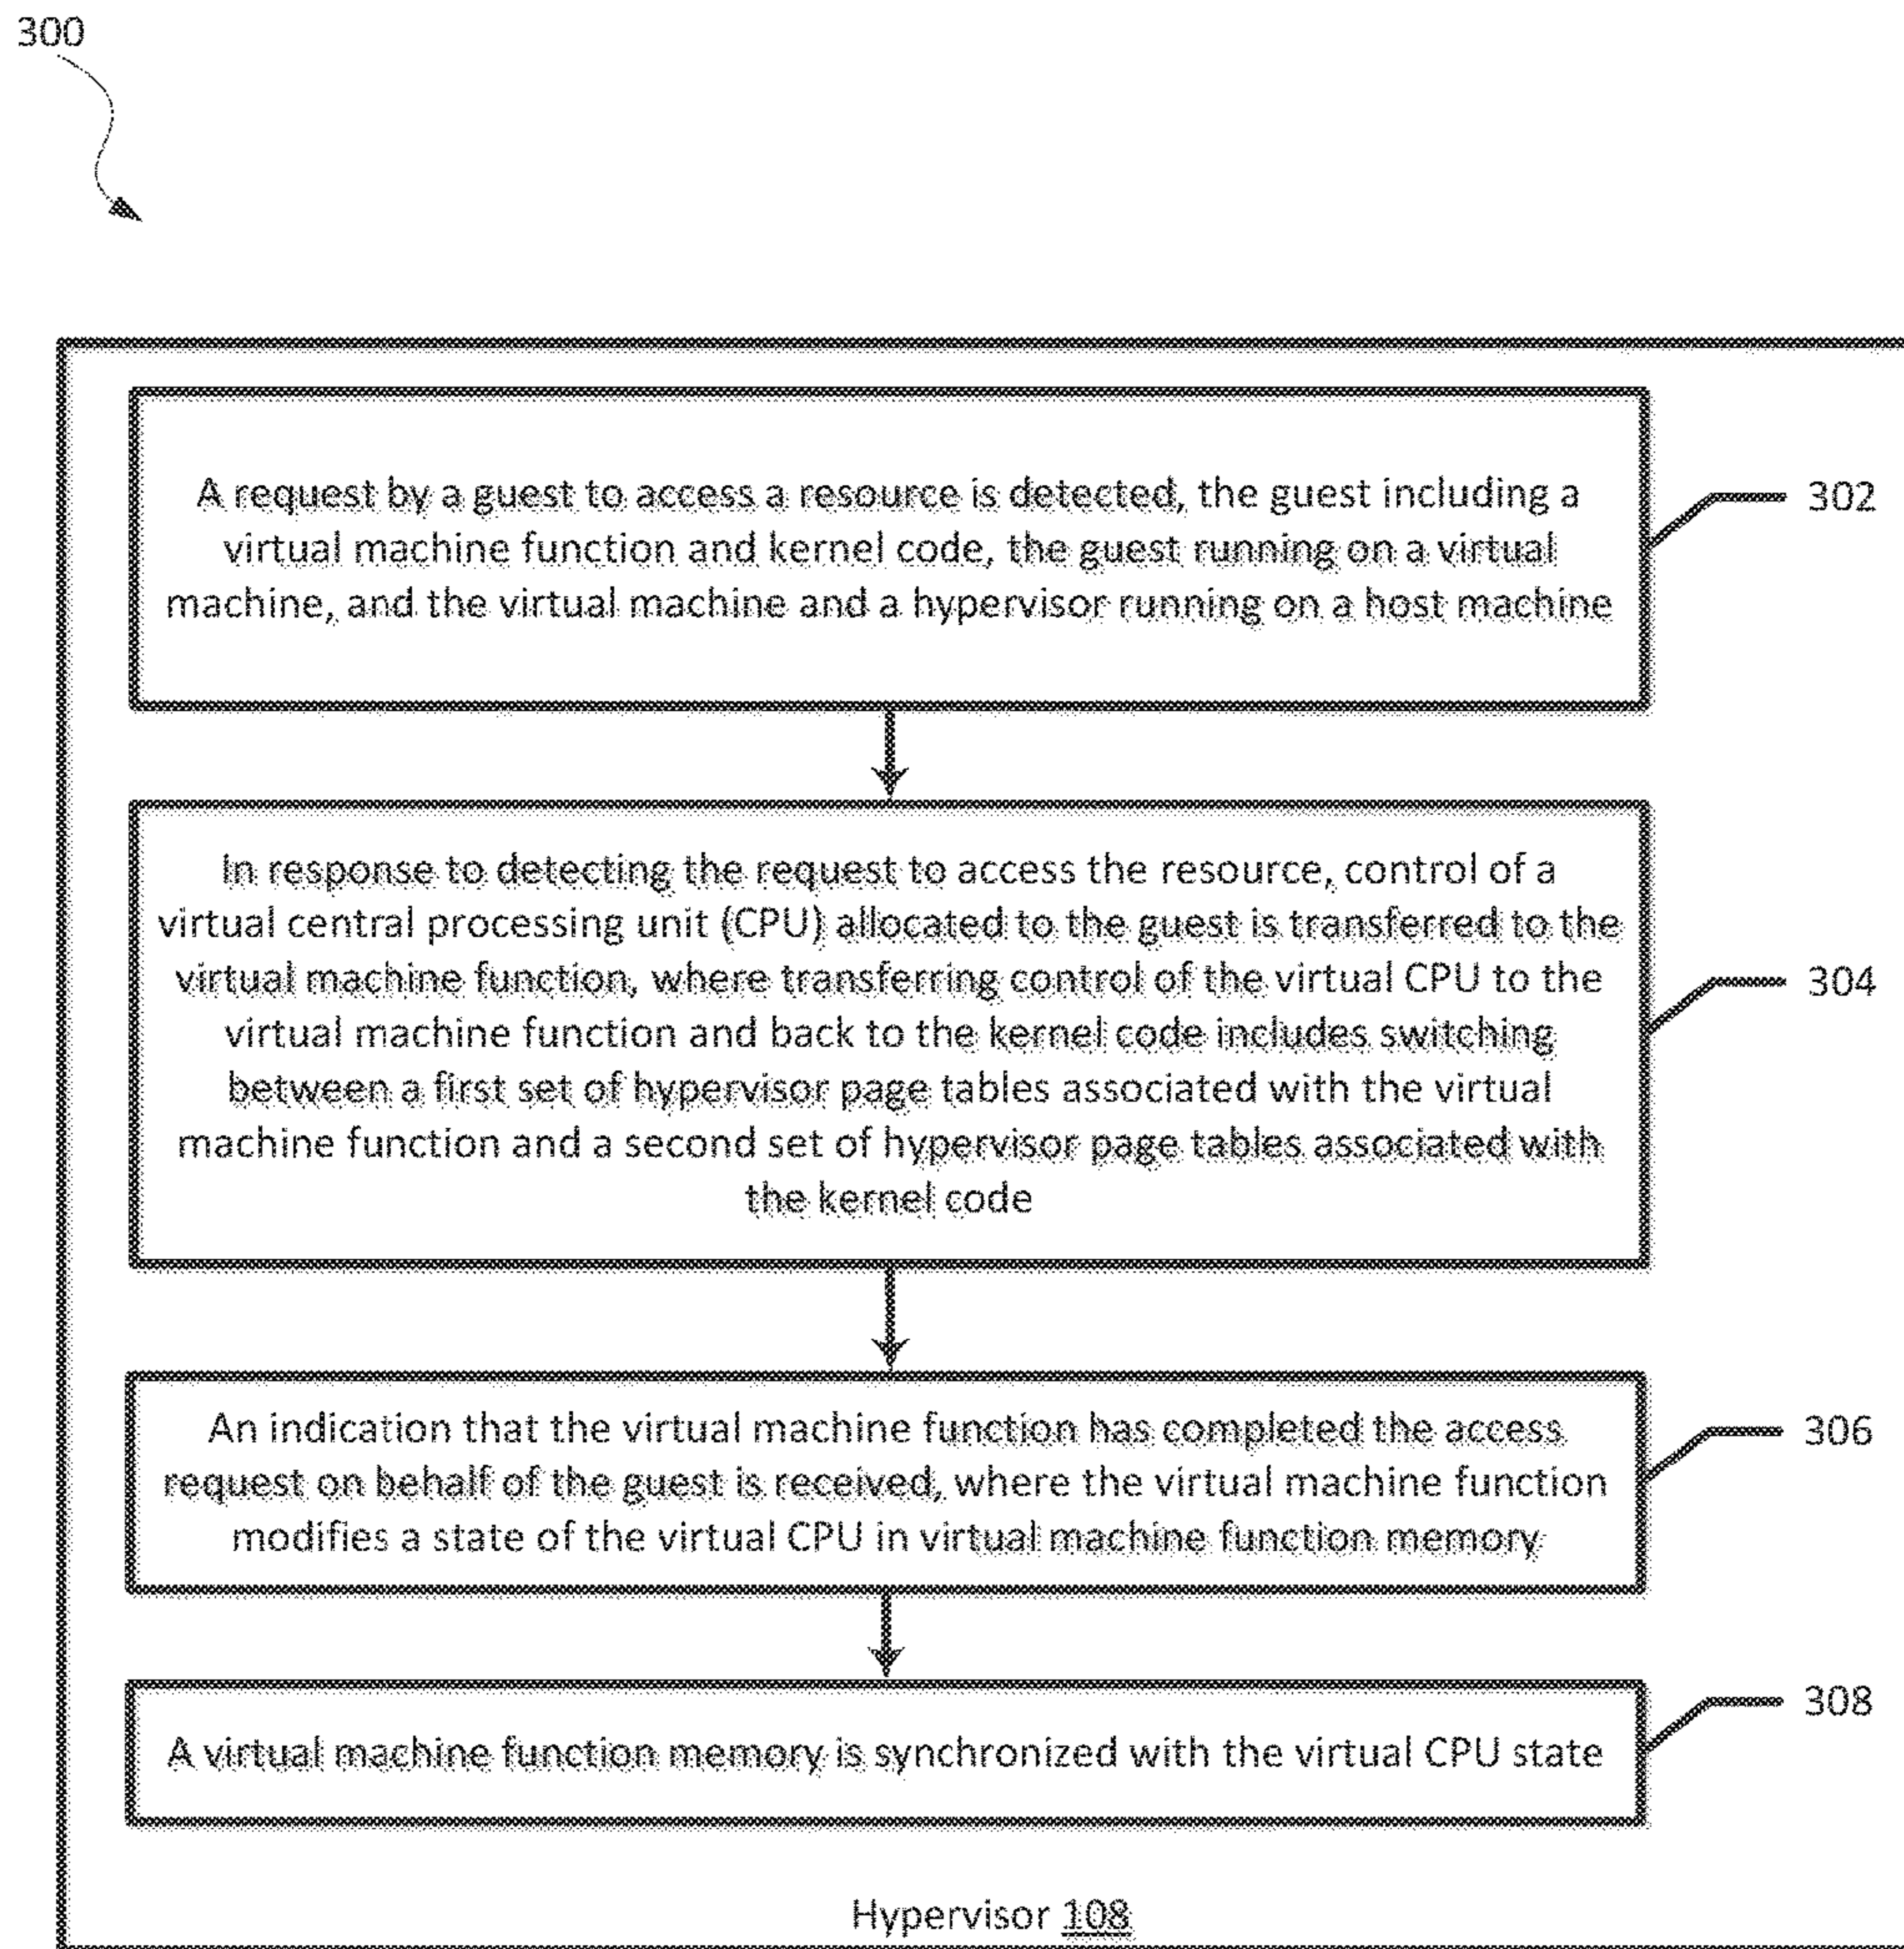 300
A request by a guest to access a resource is detected, the guest including a
virtual machine function and kernel code, the guest running on a virtual
machine, and the virtual machine and a hypervisor running on a host machine
302
In response to detecting the request to access the resource, control of a
virtual central processing unit (CPU) allocated to the guest is transferred to the
virtual machine function, where transferring control of the virtual CPU to the
virtual machine function and back to the kernel code includes switching
between a first set of hypervisor page tables associated with the virtual
machine function and a second set of hypervisor page tables associated with
the kernel code
304
An indication that the virtual machine function has completed the access
request on behalf of the guest is received, where the virtual machine function
modifies a state of the virtual CPU in virtual machine function memory
306
A virtual machine function memory is synchronized with the virtual CPU state
308
Hypervisor 108